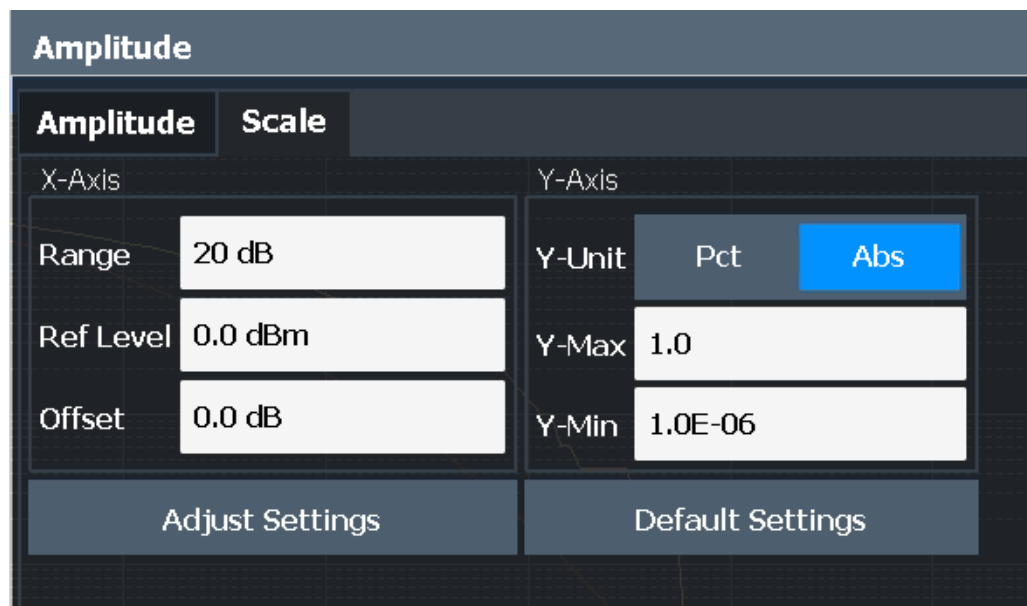 Amplitude
Amplitude Scale
X-Axis
Range 20 dB
Ref Level 0.0 dBm
Offset 0.0 dB
Adjust Settings
Y-Axis
Y-Unit Pct Abs
Y-Max 1.0
Y-Min 1.0E-06
Default Settings